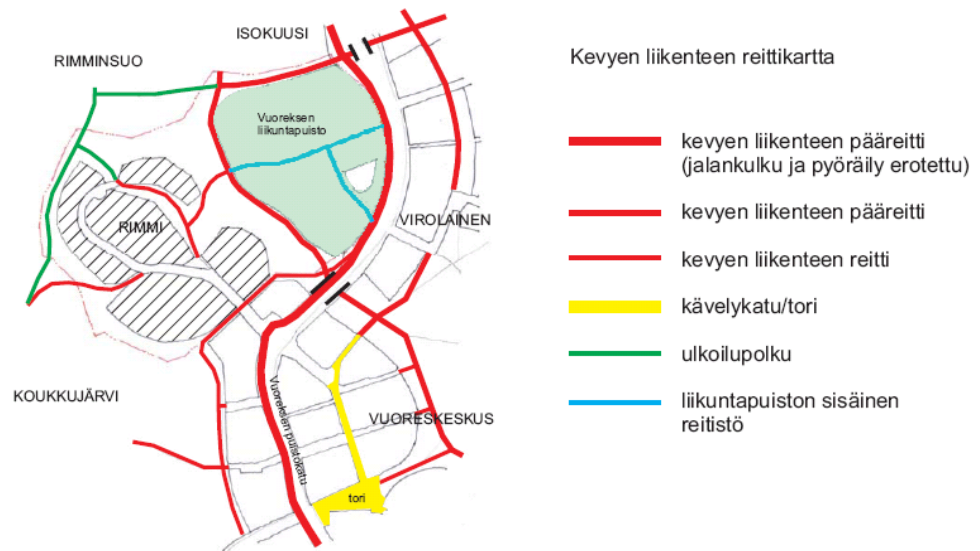 ISOKUUSI
RIMMINSUO
Vuoreksen
liikuntapuisto
VIROLAINEN
RIMMI
KOUKKUJÄRVI
Vuoreksen puistokatu
VUORESKESKUS
tori
Kevyen liikenteen reittikartta
kevyen liikenteen pääreitti
(jalankulku ja pyöräily erotettu)
kevyen liikenteen pääreitti
kevyen liikenteen reitti
kävelykatu/tori
ulkoilupolku
liikuntapuiston sisäinen
reitistö